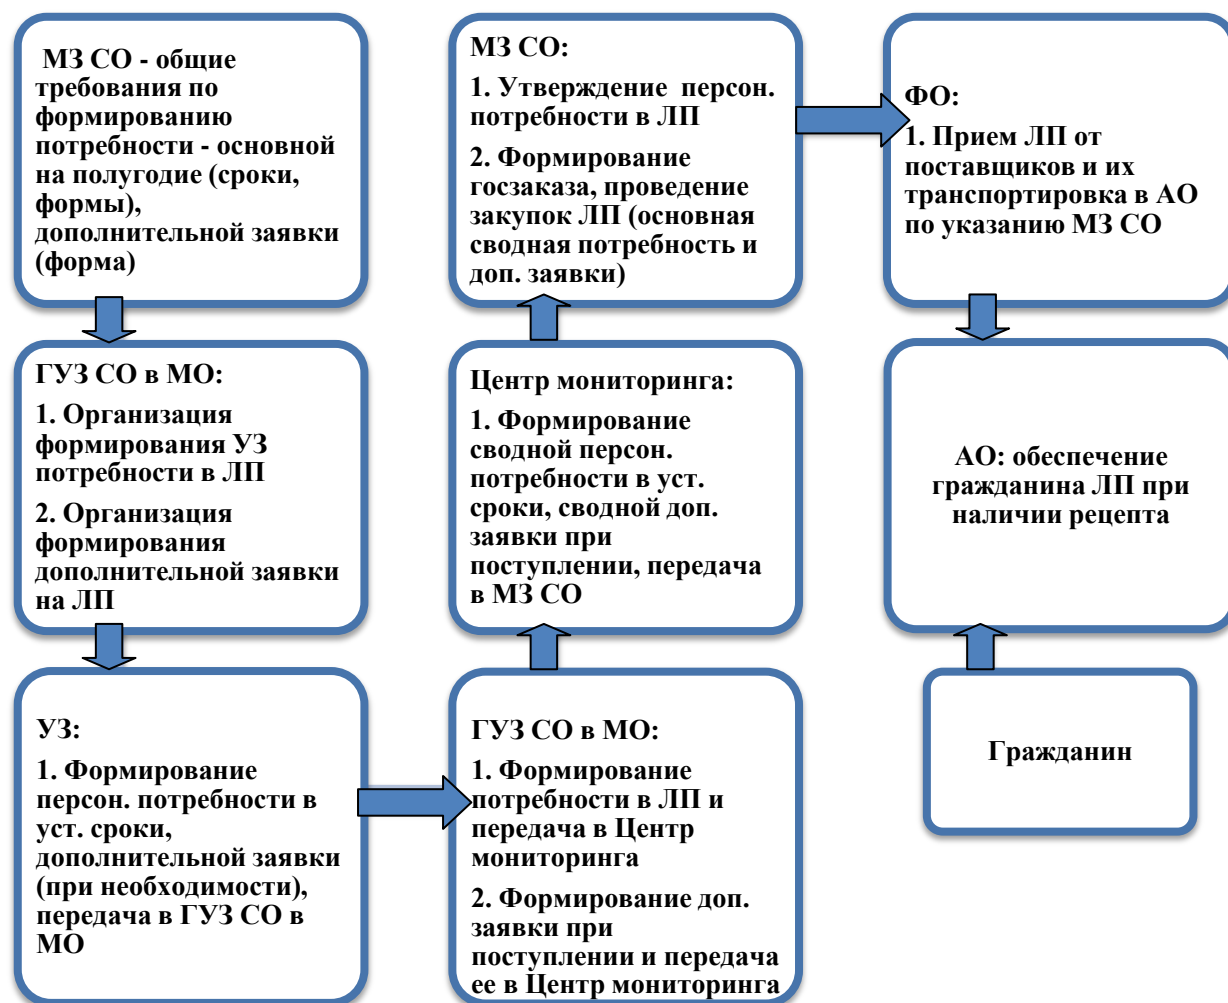 МЗ СО - общие
требования по
формированию
потребности - основной
на полугодие (сроки,
формы),
дополнительной заявки
(форма)
ГУЗ СО в МО:
1. Организация
формирования УЗ
потребности в ЛП
2. Организация
формирования
дополнительной заявки
на ЛП
УЗ:
1. Формирование
персон. потребности в
уст. сроки,
дополнительной заявки
(при необходимости),
передача в ГУЗ СО в
МО
ГУЗ СО в МО:
1. Формирование
потребности в ЛП и
передача в Центр
мониторинга
2. Формирование доп.
заявки при
поступлении и передача
ее в Центр мониторинга
Центр мониторинга:
1. Формирование
сводной персон.
потребности в уст.
сроки, сводной доп.
заявки при
поступлении, передача
в МЗ СО
МЗ СО:
1. Утверждение персон.
потребности в ЛП
2. Формирование
госзаказа, проведение
закупок ЛП (основная
сводная потребность и
доп. заявки)
ФО:
1. Прием ЛП от
поставщиков и их
транспортировка в АО
по указанию МЗ СО
АО: обеспечение
гражданина ЛП при
наличии рецепта
Гражданин